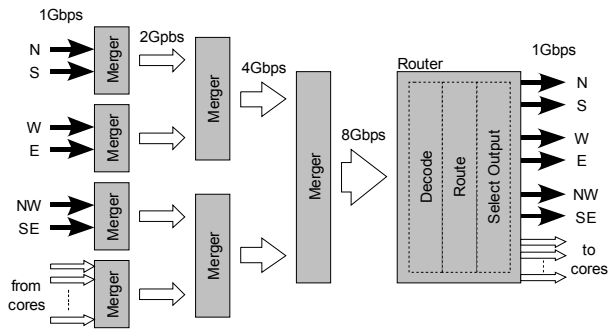 1Gbps
2Gpbs
4Gbps
8Gbps
Router
1Gbps
N
S
W
E
NW
SE
from
cores
Merger
Merger
Merger
Merger
Merger
Merger
Merger
Decode
Route
Select Output
N
S
W
E
NW
SE
to
cores